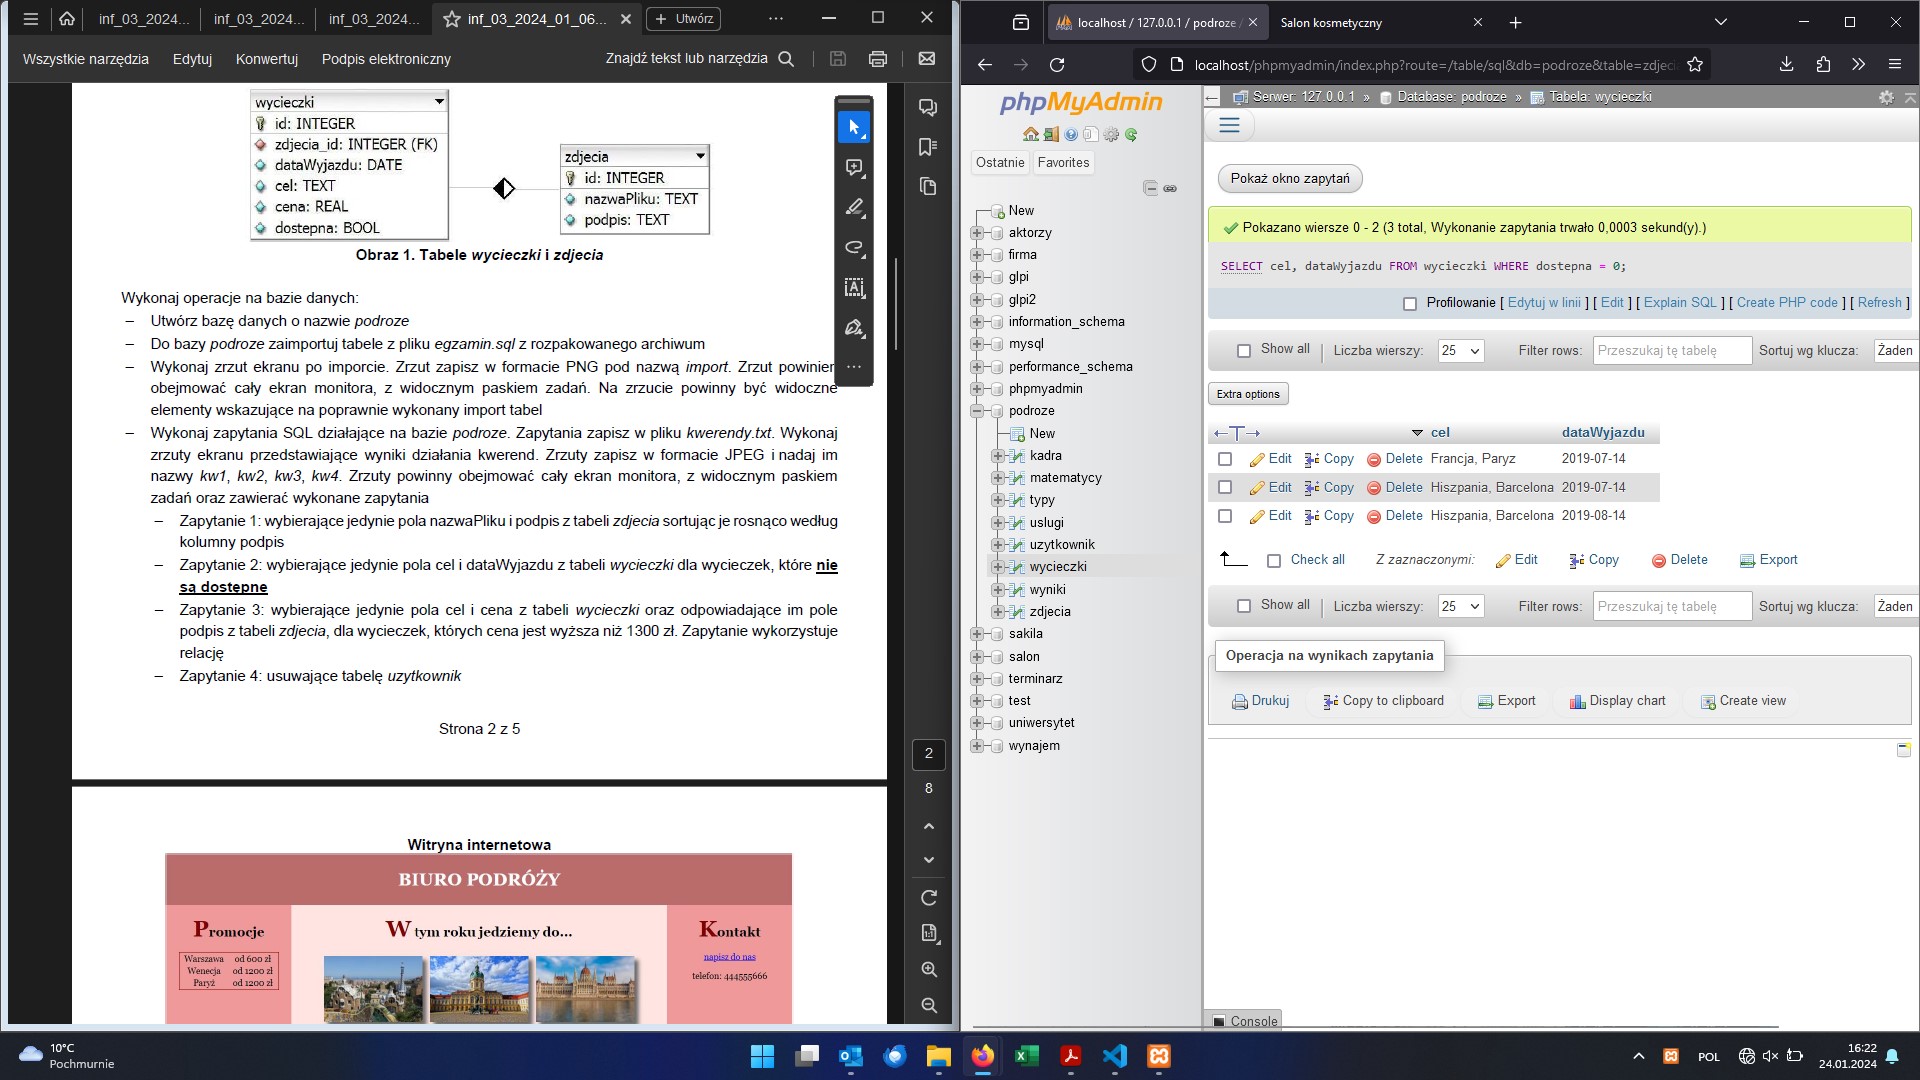 inf_03_2024...
inf_03_2024...
inf_03_2024...
inf_03_2024_01_06...
Utwórz
Wszystkie narzędzia
Edytuj
Konwertuj
Podpis elektroniczny
Znajdź tekst lub narzędzia
wycieczki
id: INTEGER
zdjecia_id: INTEGER (FK)
dataWyjazdu: DATE
cel: TEXT
cena: REAL
dostepna: BOOL
zdjecia
id: INTEGER
nazwaPliku: TEXT
podpis: TEXT
Obraz 1. Tabele wycieczki i zdjecia
Wykonaj operacje na bazie danych:
– Utwórz bazę danych o nazwie podroze
– Do bazy podroze zaimportuj tabele z pliku egzamin.sql z rozpakowanego archiwum
– Wykonaj zrzut ekranu po imporcie. Zrzut zapisz w formacie PNG pod nazwą import. Zrzut powinien
obejmować cały ekran monitora, z widocznym paskiem zadań. Na zrzucie powinny być widoczne
elementy wskazujące na poprawnie wykonany import tabel
– Wykonaj zapytania SQL działające na bazie podroze. Zapytania zapisz w pliku kwerendy.txt. Wykonaj
zrzuty ekranu przedstawiające wyniki działania kwerend. Zrzuty zapisz w formacie JPEG i nadaj im
nazwy kw1, kw2, kw3, kw4. Zrzuty powinny obejmować cały ekran monitora, z widocznym paskiem
zadań oraz zawierać wykonane zapytania
– Zapytanie 1: wybierające jedynie pola nazwaPliku i podpis z tabeli zdjecia sortując je rosnąco według
kolumny podpis
– Zapytanie 2: wybierające jedynie pola cel i dataWyjazdu z tabeli wycieczki dla wycieczek, które nie
są dostępne
– Zapytanie 3: wybierające jedynie pola cel i cena z tabeli wycieczki oraz odpowiadające im pole
podpis z tabeli zdjecia, dla wycieczek, których cena jest wyższa niż 1300 zł. Zapytanie wykorzystuje
relację
– Zapytanie 4: usuwające tabelę uzytkownik
Strona 2 z 5
2
8
Witryna internetowa
BIURO PODRÓŻY
Promocje
Warszawa od 600 zł
Wenecja od 1200 zł
Paryż od 1200 zł
W tym roku jedziemy do...
Kontakt
napisz do nas
telefon: 444555666
localhost / 127.0.0.1 / podroze /
Salon kosmetyczny
localhost/phpmyadmin/index.php?route=/table/sql&db=podroze&table=zdjeci
phpMyAdmin
Ostatnie
Favorites
New
aktorzy
firma
glpi
glpi2
information_schema
mysql
performance_schema
phpmyadmin
podroze
New
kadra
matematycy
typy
uslugi
uzytkownik
wycieczki
wyniki
zdjecia
sakila
salon
terminarz
test
uniwersytet
wynajem
Serwer: 127.0.0.1 » Database: podroze » Tabela: wycieczki
Pokaż okno zapytań
Pokazano wiersze 0 - 2 (3 total, Wykonanie zapytania trwało 0,0003 sekund(y).)
SELECT cel, dataWyjazdu FROM wycieczki WHERE dostepna = 0;
Profilowanie [ Edytuj w linii ] [ Edit ] [ Explain SQL ] [ Create PHP code ] [ Refresh ]
Show all
Liczba wierszy:
25
Filter rows:
Przeszukaj tę tabelę
Sortuj wg klucza:
Żaden
Extra options
←T→
cel
dataWyjazdu
Edit Copy Delete Francja, Paryz 2019-07-14
Edit Copy Delete Hiszpania, Barcelona 2019-07-14
Edit Copy Delete Hiszpania, Barcelona 2019-08-14
Check all
Z zaznaczonymi:
Edit
Copy
Delete
Export
Show all
Liczba wierszy:
25
Filter rows:
Przeszukaj tę tabelę
Sortuj wg klucza:
Żaden
Operacja na wynikach zapytania
Drukuj
Copy to clipboard
Export
Display chart
Create view
Console
10°C
Pochmurnie
POL
16:22
24.01.2024